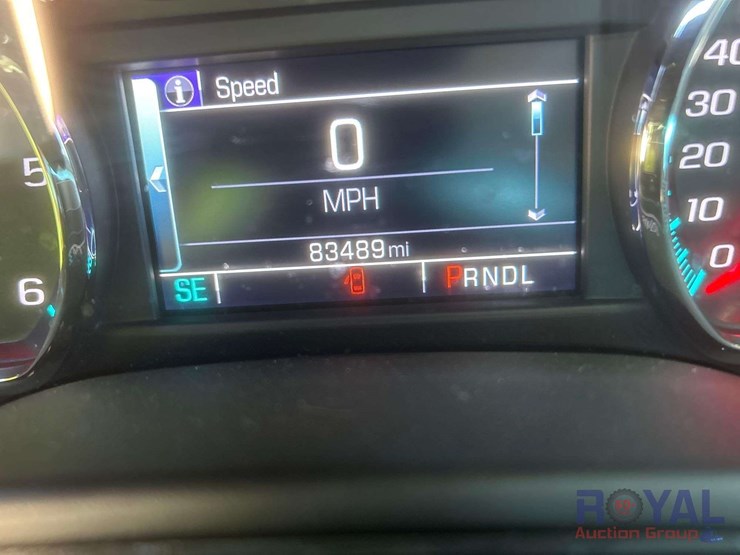 Speed
0
MPH
83489 mi
SE
PRNDL
5
6
40
30
20
10
0
ROYAL
Auction Group